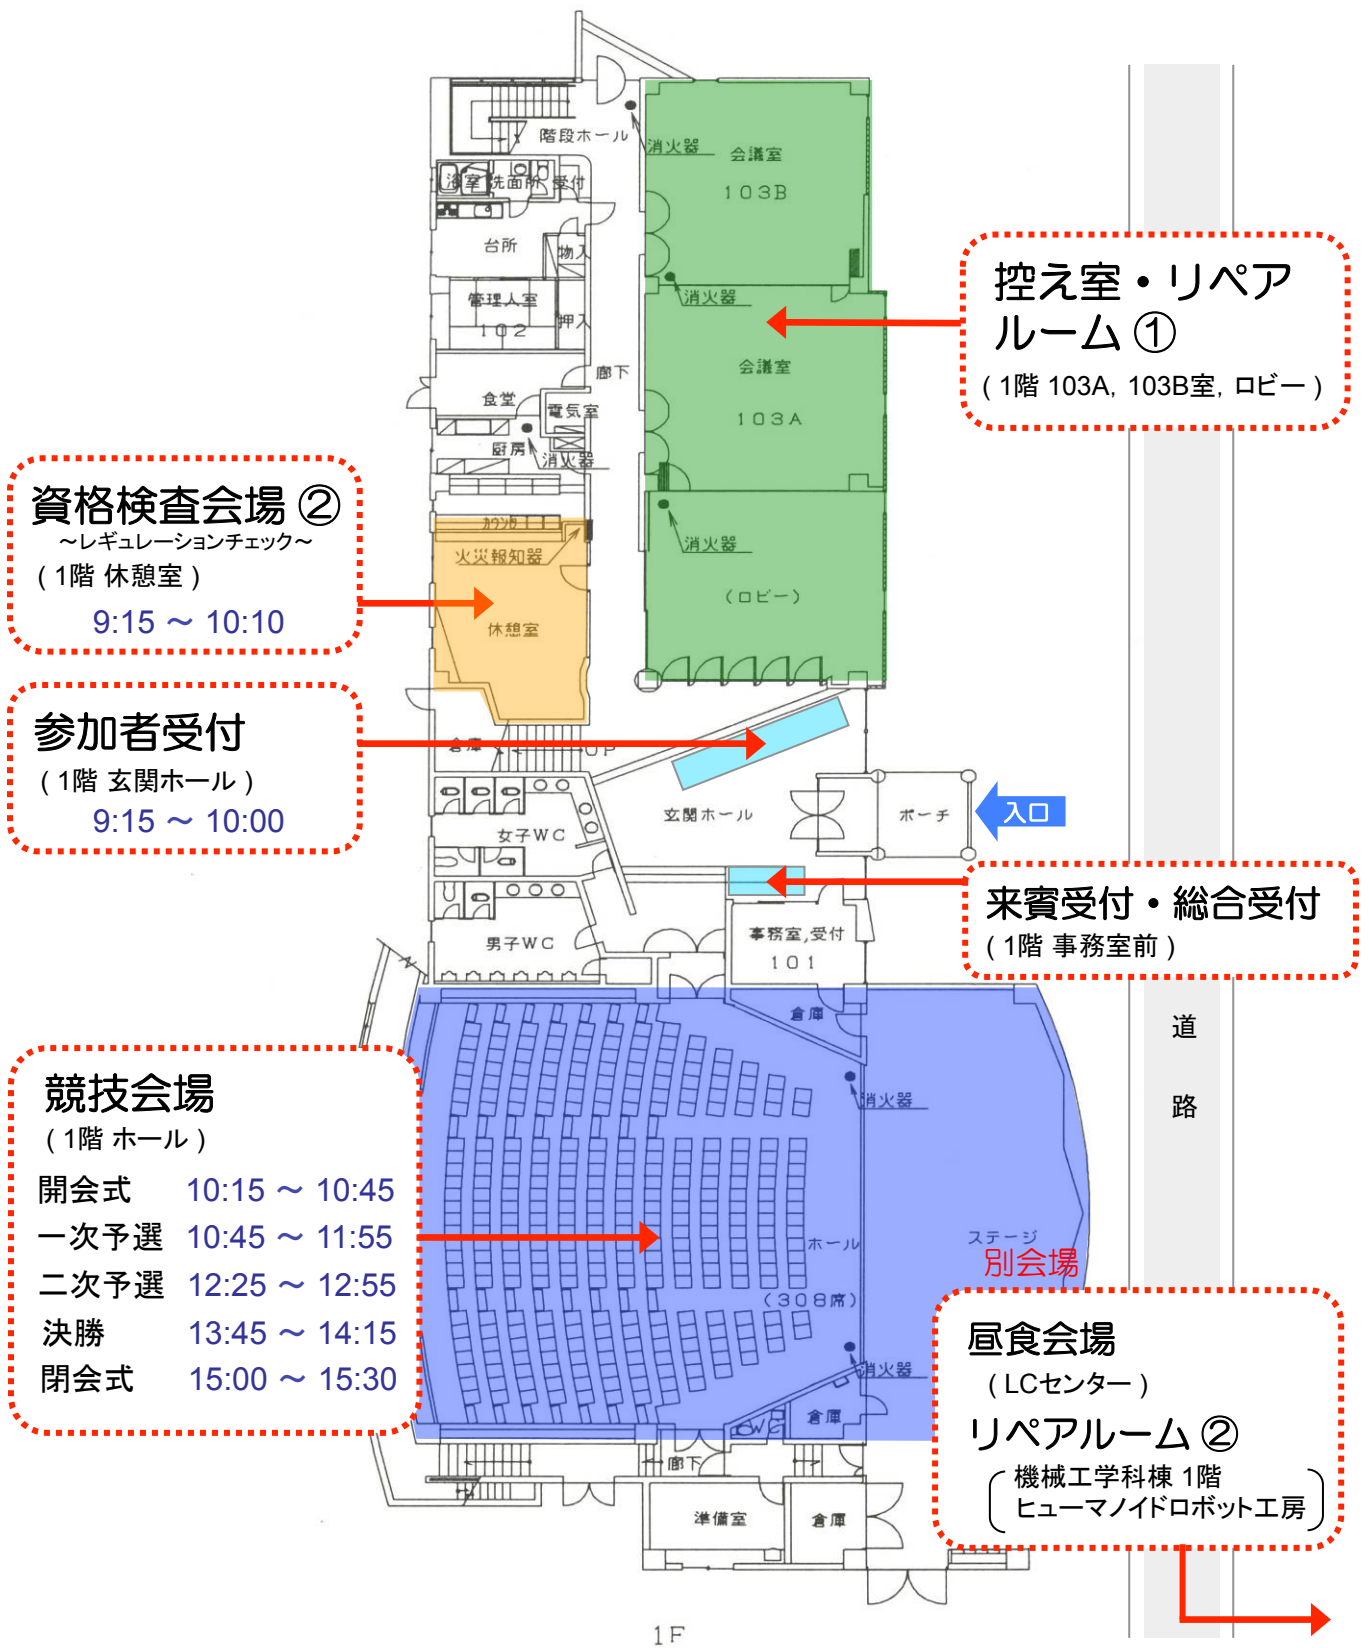 階段ホール
消火器
会議室
103B
浴室
洗面所
受付
台所
物入
消火器
管理人室
102
押入
控え室・リペア
ルーム ①
( 1階 103A, 103B室, ロビー )
会議室
103A
廊下
食堂
電気室
厨房
消火器
資格検査会場 ②
～レギュレーションチェック～
( 1階 休憩室 )
9:15 ～ 10:10
カウンタ
火災報知器
休憩室
消火器
(ロビー)
参加者受付
( 1階 玄関ホール )
9:15 ～ 10:00
倉庫
UP
玄関ホール
ポーチ
入口
女子WC
来賓受付・総合受付
( 1階 事務室前 )
男子WC
事務室,受付
101
N
倉庫
道
路
消火器
競技会場
( 1階 ホール )
開会式 10:15 ～ 10:45
一次予選 10:45 ～ 11:55
二次予選 12:25 ～ 12:55
決勝 13:45 ～ 14:15
閉会式 15:00 ～ 15:30
ホール
(308席)
ステージ
別会場
消火器
倉庫
WC
昼食会場
( LCセンター )
リペアルーム ②
機械工学科棟 1階
ヒューマノイドロボット工房
廊下
準備室
倉庫
1F